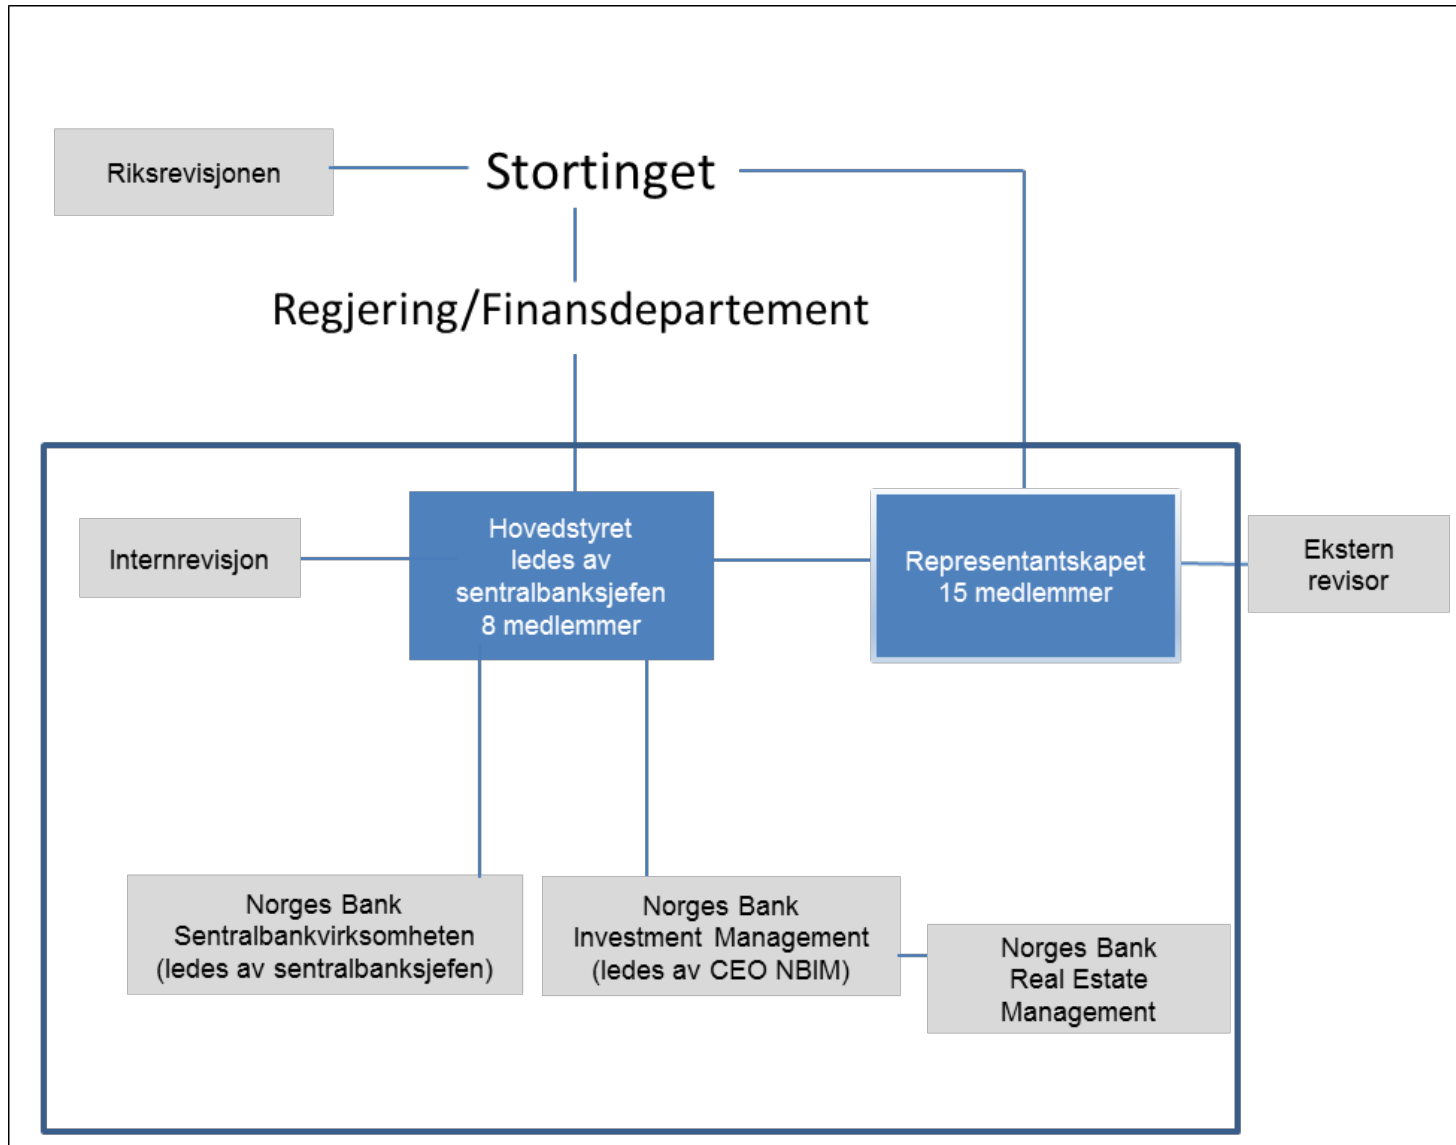 Riksrevisjonen
Stortinget
Regjering/Finansdepartement
Internrevisjon
Hovedstyret
ledes av
sentralbanksjefen
8 medlemmer
Representantskapet
15 medlemmer
Ekstern
revisor
Norges Bank
Sentralbankvirksomheten
(ledes av sentralbanksjefen)
Norges Bank
Investment Management
(ledes av CEO NBIM)
Norges Bank
Real Estate
Management